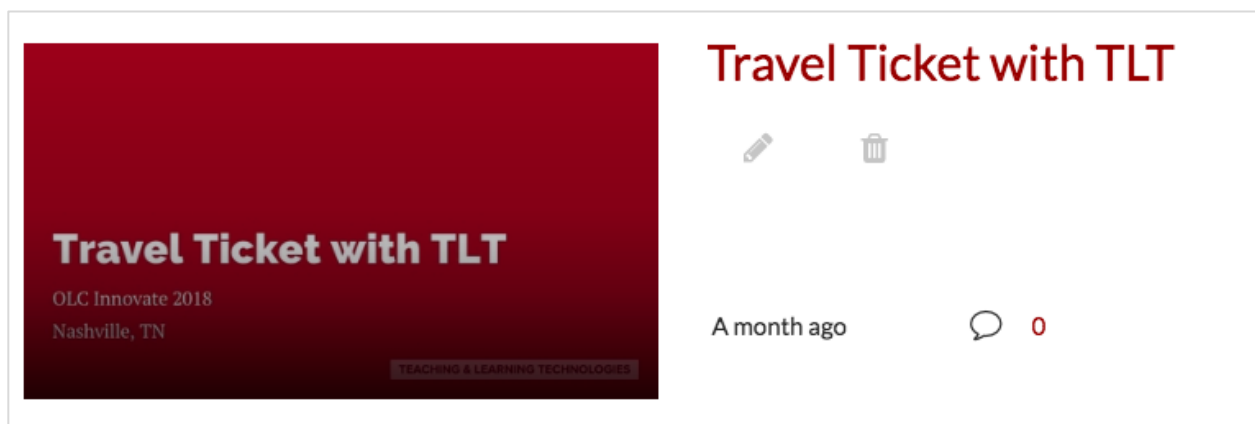 Travel Ticket with TLT
OLC Innovate 2018
Nashville, TN
TEACHING & LEARNING TECHNOLOGIES
Travel Ticket with TLT
A month ago
0